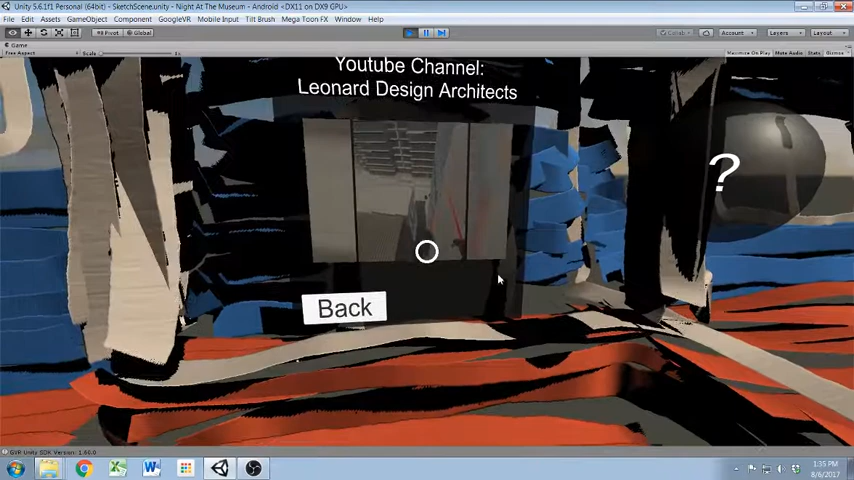 Unity 5.6.1f1 Personal (64bit) - SketchScene.unity - Night At The Museum - Android <DX11 on DX9 GPU>
File Edit Assets GameObject Component GoogleVR Mobile Input Tilt Brush Mega Toon FX Window Help
Pivot Global Collab Account Layers Layout
Game
Free Aspect Scale 1x Maximize On Play Mute Audio Stats Gizmos
Youtube Channel:
Leonard Design Architects
?
Back
GVR Unity SDK Version: 1.60.0
1:35 PM
8/6/2017